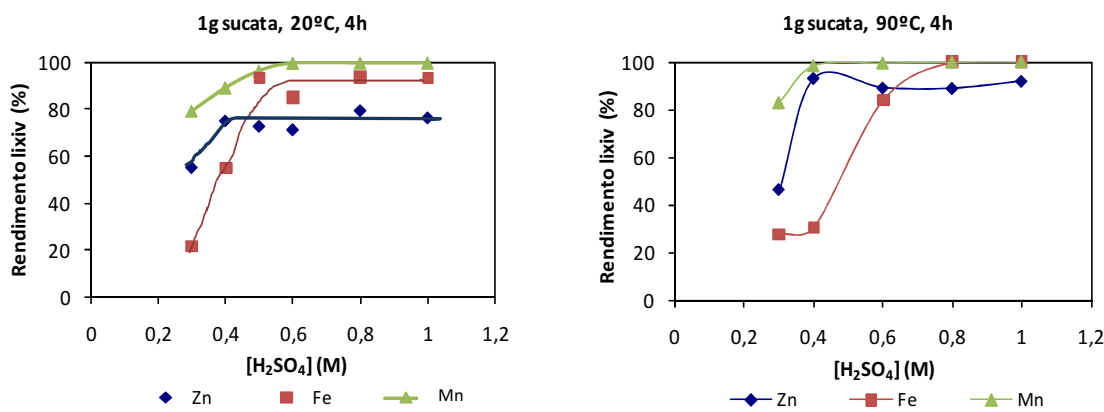 1g sucata, 20ºC, 4h
Rendimento lixiv (%)
100
80
60
40
20
0
0 0,2 0,4 0,6 0,8 1 1,2
[H₂SO₄] (M)
Zn Fe Mn
1g sucata, 90ºC, 4h
Rendimento lixiv (%)
100
80
60
40
20
0
0 0,2 0,4 0,6 0,8 1 1,2
[H₂SO₄] (M)
Zn Fe Mn